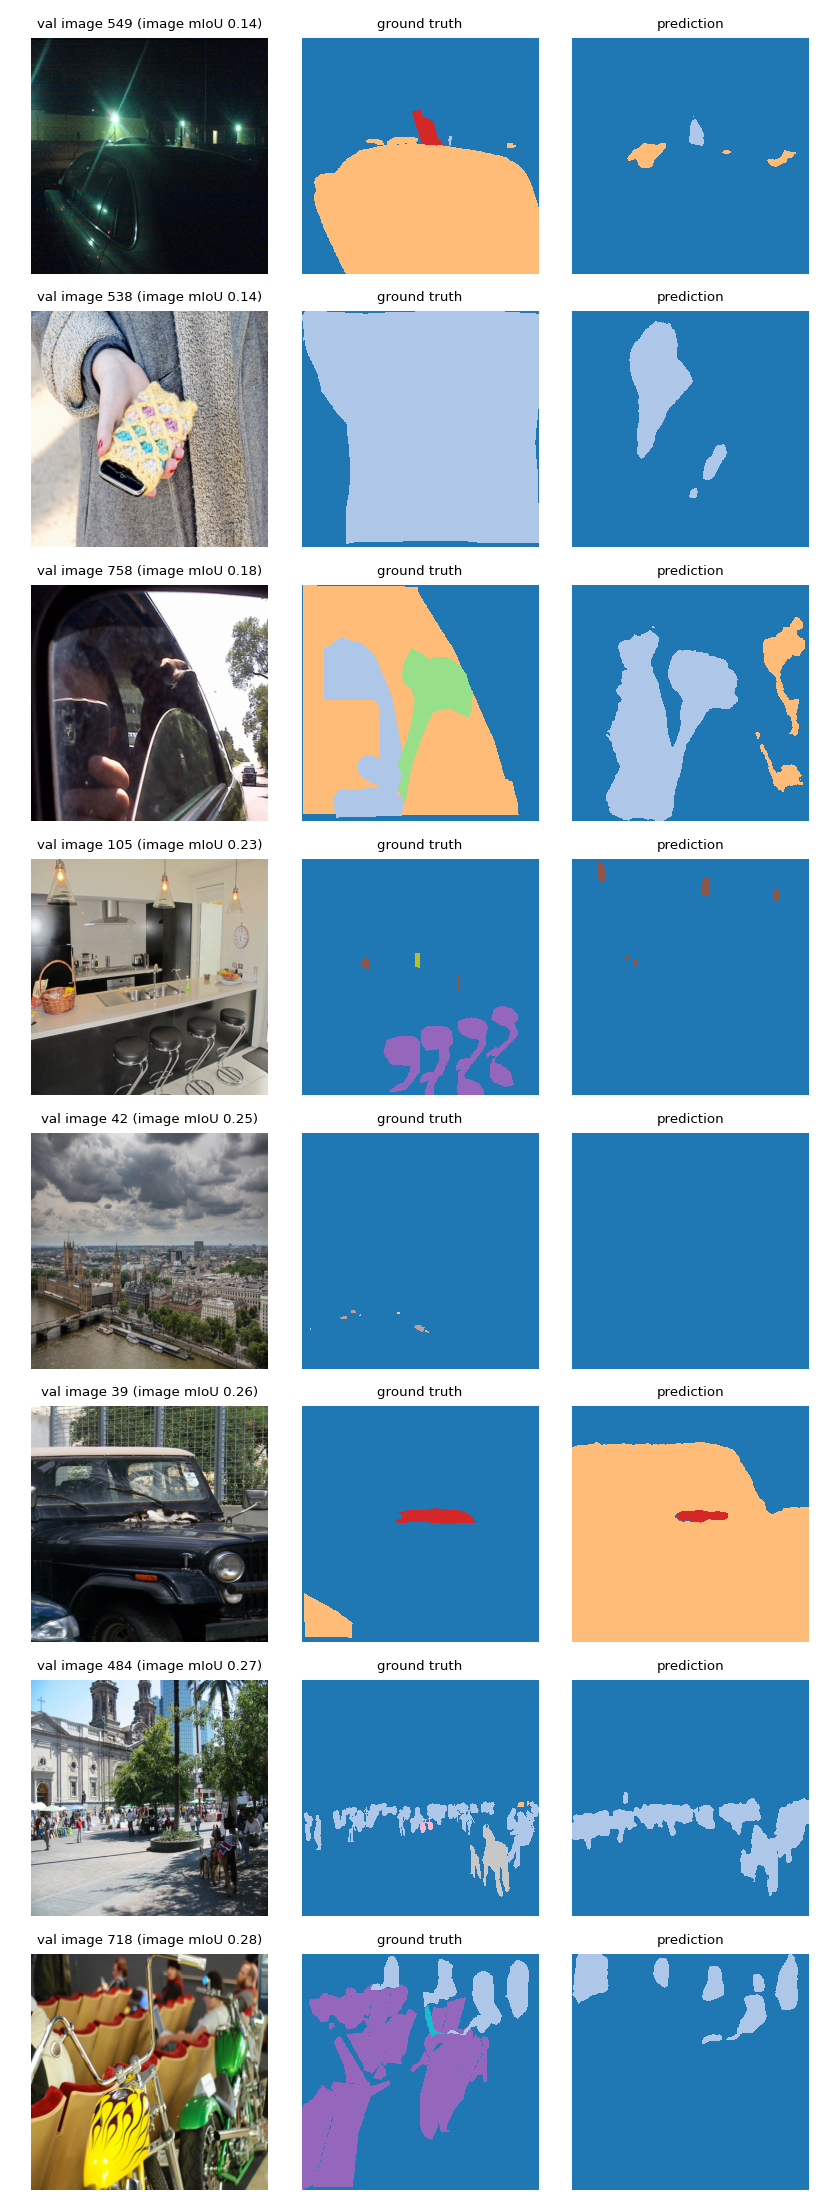 val image 549 (image mIoU 0.14) ground truth prediction
val image 538 (image mIoU 0.14) ground truth prediction
val image 758 (image mIoU 0.18) ground truth prediction
val image 105 (image mIoU 0.23) ground truth prediction
val image 42 (image mIoU 0.25) ground truth prediction
val image 39 (image mIoU 0.26) ground truth prediction
val image 484 (image mIoU 0.27) ground truth prediction
val image 718 (image mIoU 0.28) ground truth prediction